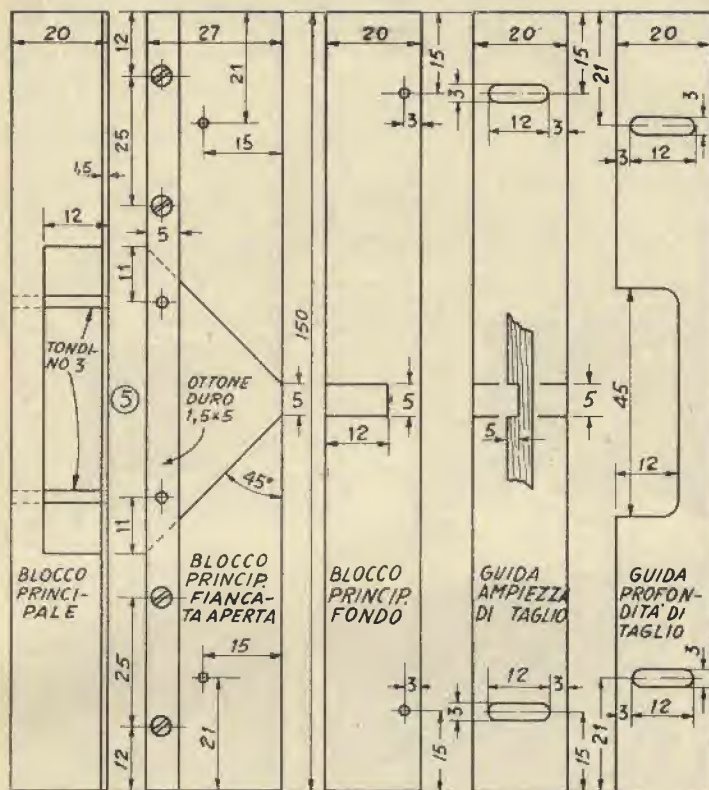 20
27
20
20
20
12
21
15
3
15
21
3
25
15
3
12
3
3
12
1,5
12
5
11
150
TONDI-
NO 3
5
OTTONE
DURO
1,5×5
5
5
12
5
5
45
12
45°
11
BLOCCO
PRINCI-
PALE
BLOCCO
PRINCIP.
FIANCA-
TA APERTA
BLOCCO
PRINCIP.
FONDO
GUIDA
AMPIEZZA
DI TAGLIO
GUIDA
PROFON-
DITÀ DI
TAGLIO
25
15
3
12
3
3
3
12
3
12
21
15
15
21